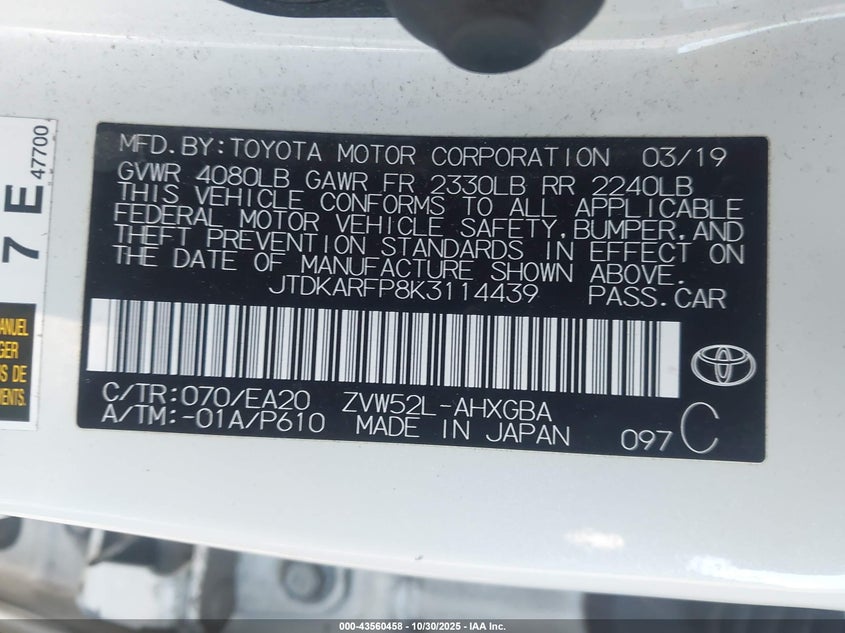 MFD.BY:TOYOTA MOTOR CORPORATION 03/19
GVWR 4080LB GAWR FR 2330LB RR 2240LB
THIS VEHICLE CONFORMS TO ALL APPLICABLE
FEDERAL MOTOR VEHICLE SAFETY,BUMPER,AND
THEFT PREVENTION STANDARDS IN EFFECT ON
THE DATE OF MANUFACTURE SHOWN ABOVE.
JTDKARFP8K3114439 PASS.CAR
C/TR:070/EA20 ZVW52L-AHXGBA
A/TM:-01A/P610 MADE IN JAPAN 097 C
7 E 47700
S DE
000-43560458 - 10/30/2025 - IAA Inc.